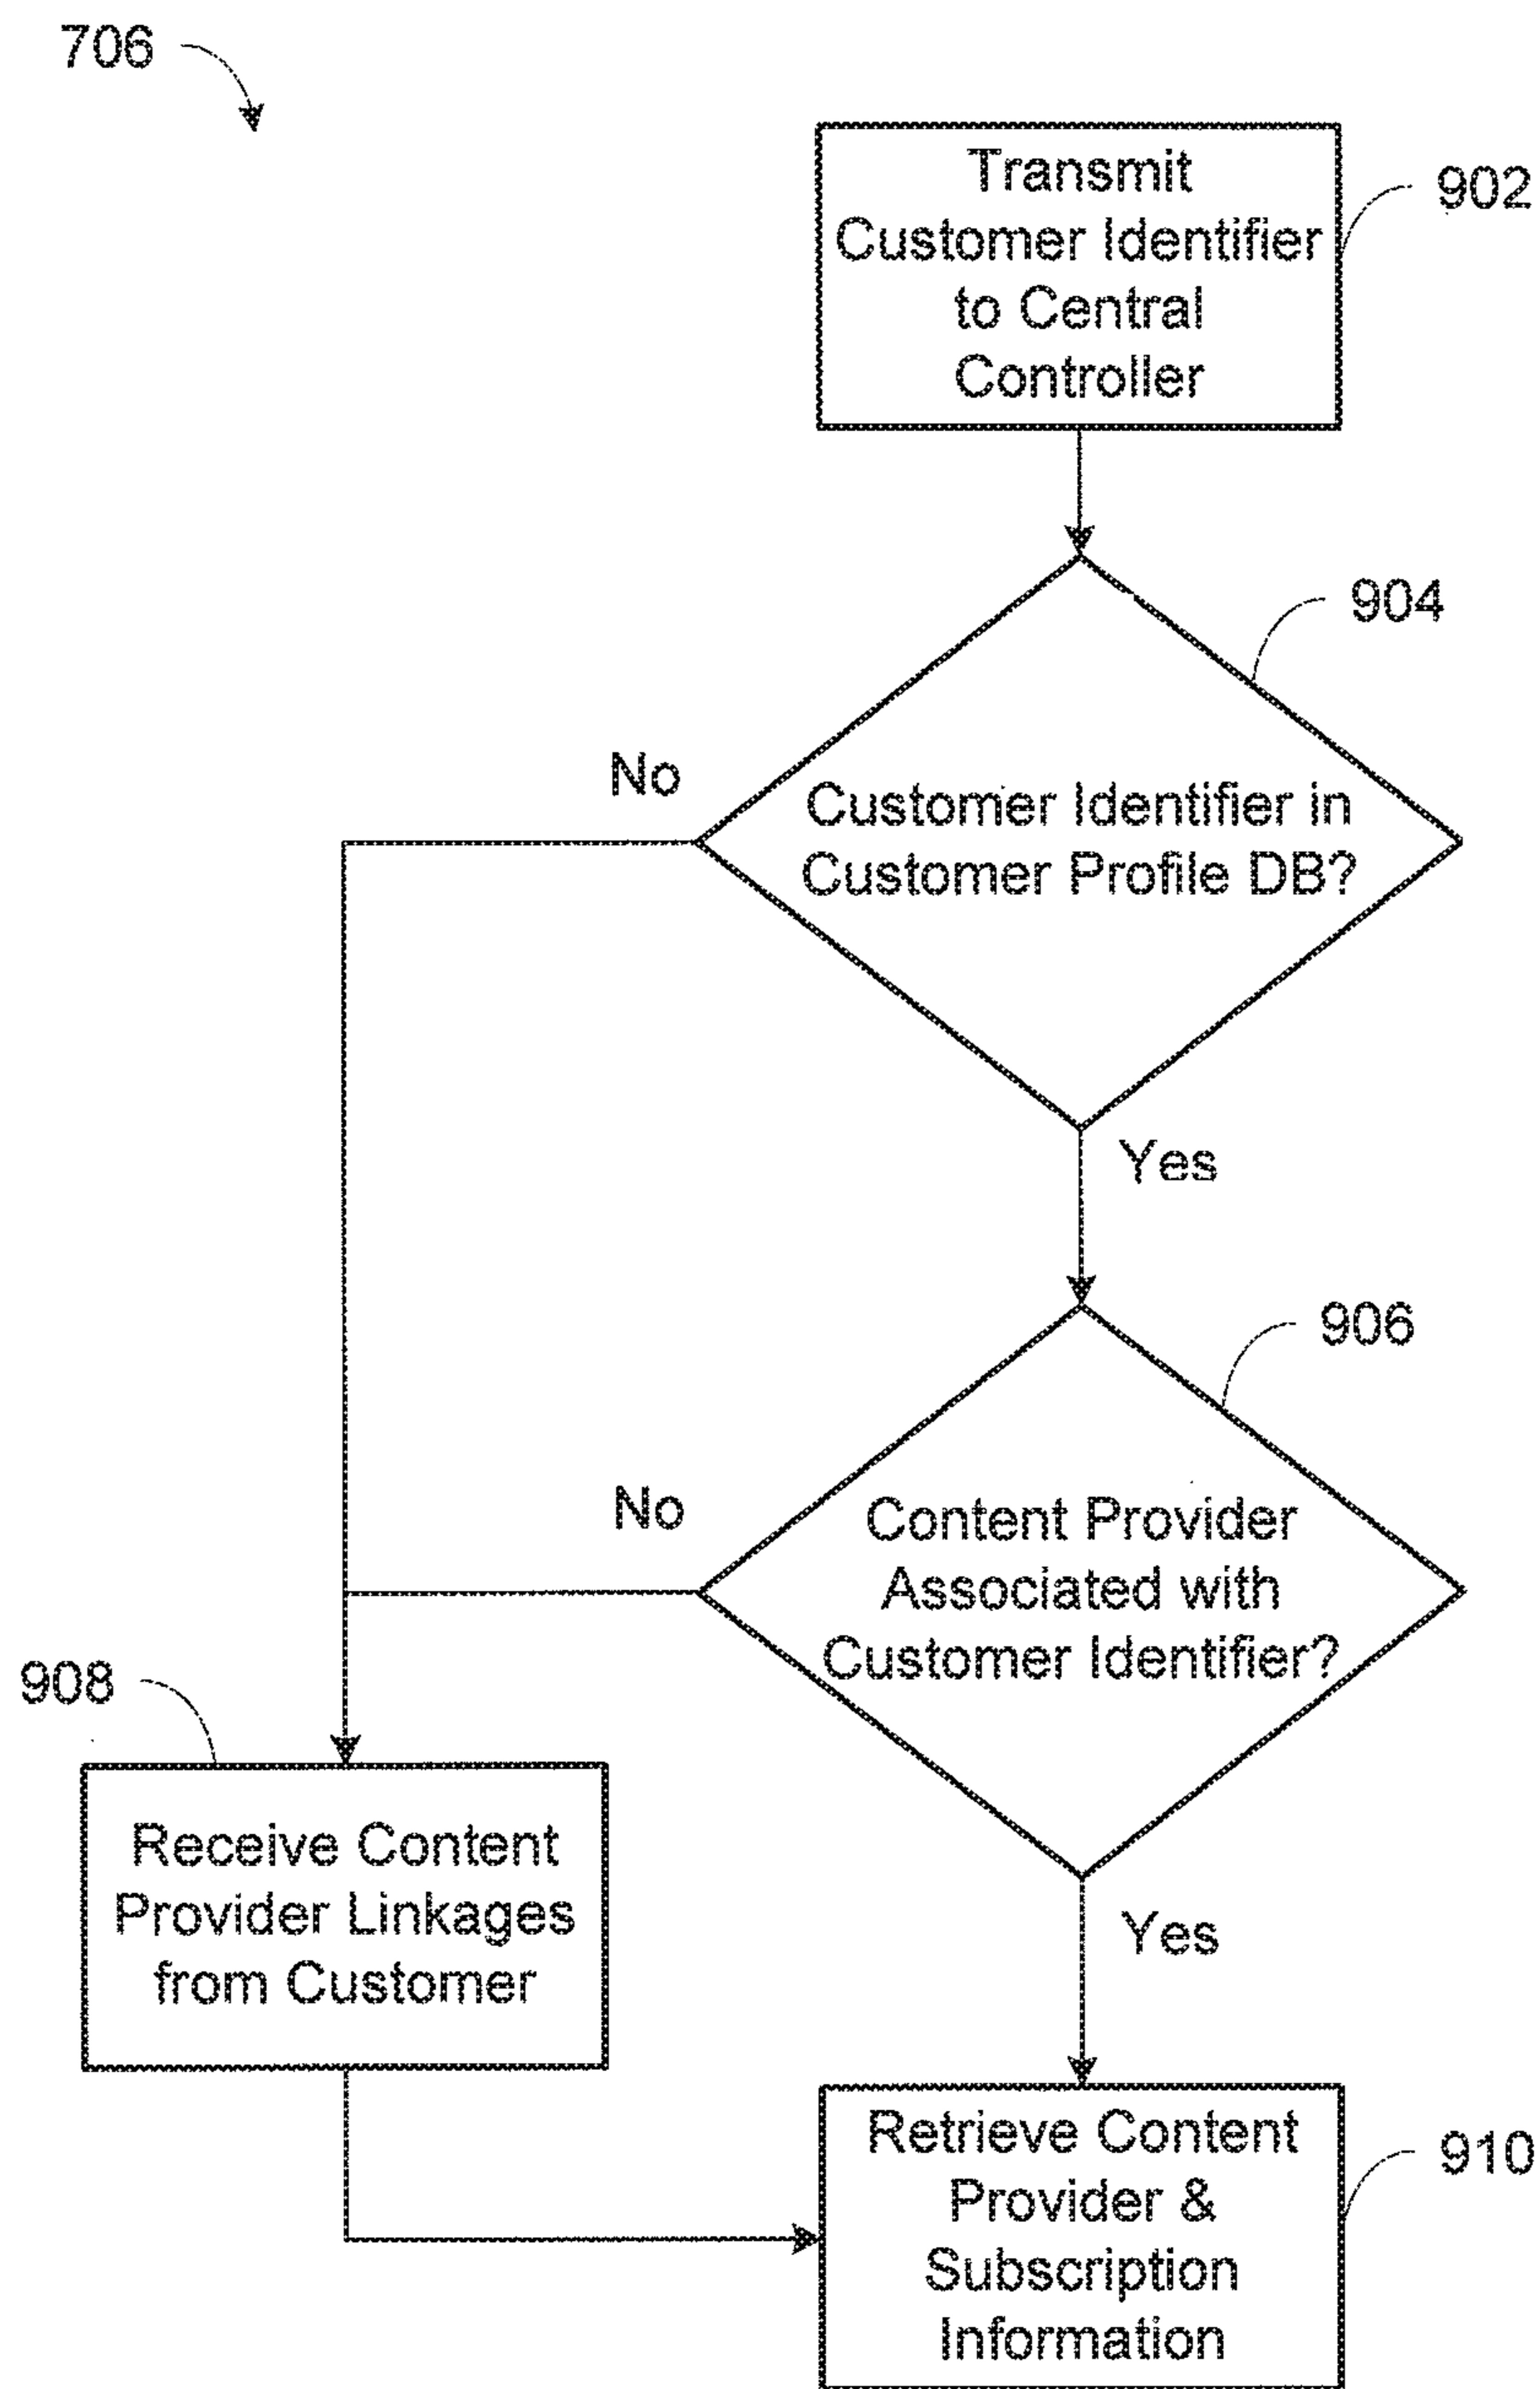 706
Transmit
Customer Identifier
to Central
Controller
902
904
No
Customer Identifier in
Customer Profile DB?
Yes
906
No
Content Provider
Associated with
Customer Identifier?
908
Receive Content
Provider Linkages
from Customer
Yes
Retrieve Content
Provider &
Subscription
Information
910